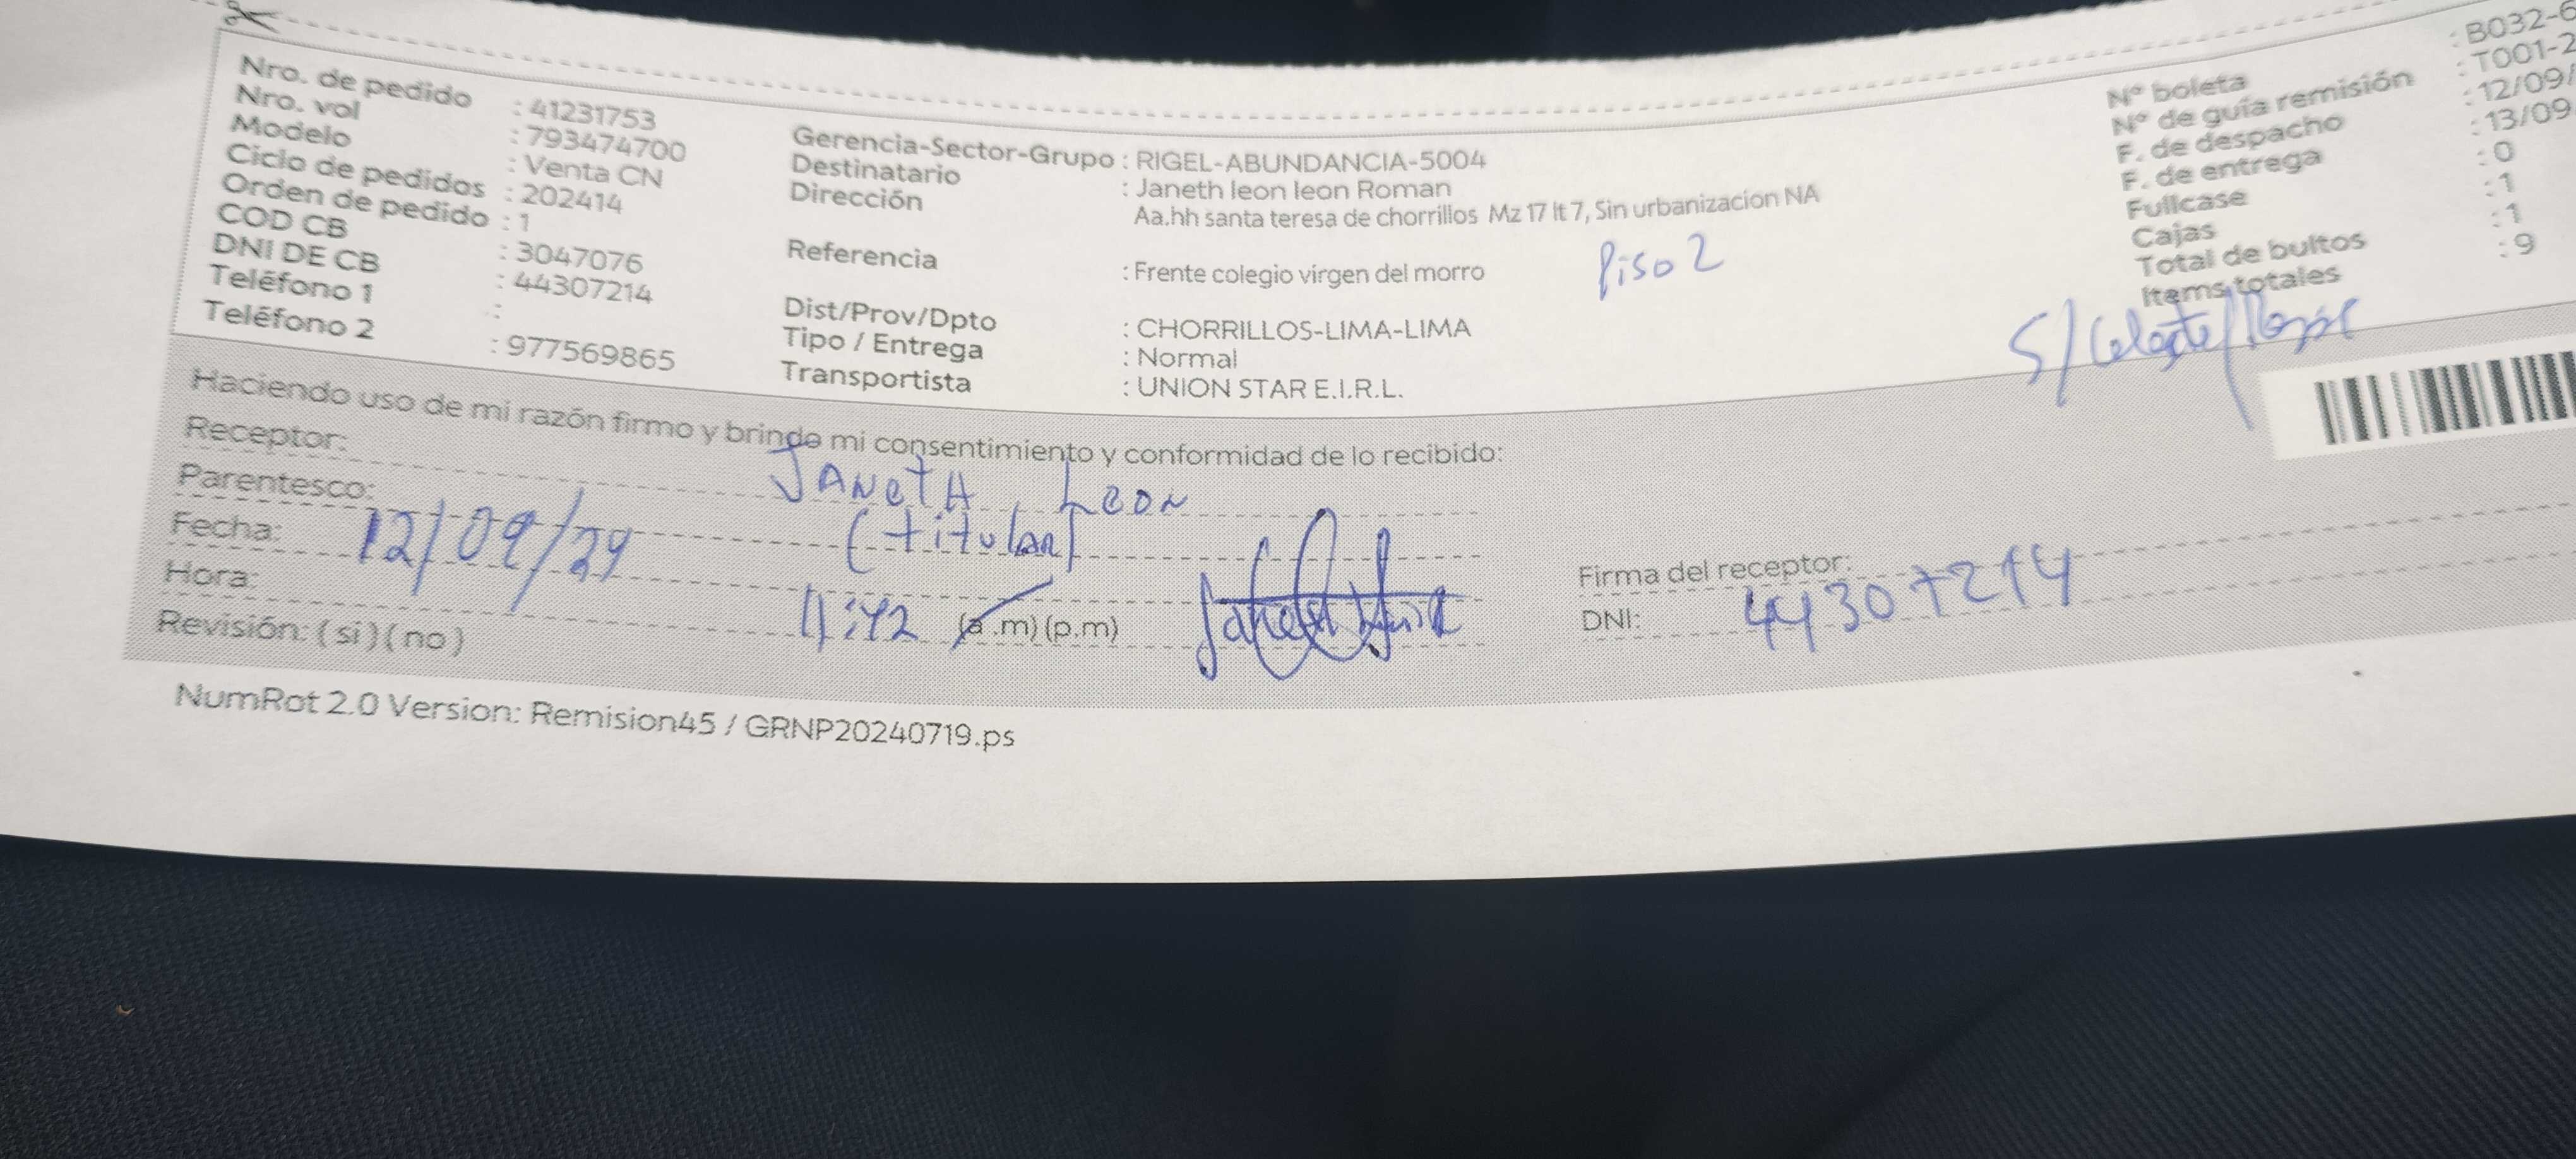 Nro. de pedido : 41231753
Nro. vol : 793474700
Modelo : Venta CN
Ciclo de pedidos : 202414
Orden de pedido : 1
COD CB : 3047076
DNI DE CB : 44307214
Teléfono 1 :
Teléfono 2 : 977569865
Gerencia-Sector-Grupo : RIGEL-ABUNDANCIA-5004
Destinatario : Janeth leon leon Roman
Dirección Aa.hh santa teresa de chorrillos Mz 17 lt 7, Sin urbanizacion NA
Referencia : Frente colegio virgen del morro
Piso 2
Dist/Prov/Dpto : CHORRILLOS-LIMA-LIMA
Tipo / Entrega : Normal
Transportista : UNION STAR E.I.R.L.
N° boleta : B032-6
N° de guía remisión : T001-2
F. de despacho : 12/09/
F. de entrega : 13/09
Fullcase : 0
Cajas : 1
Total de bultos : 1
Items totales : 9
S/Celeste/
Haciendo uso de mi razón firmo y brindo mi consentimiento y conformidad de lo recibido:
Receptor: JANETH LEON
Parentesco: (titular)
Fecha: 12/09/24
Hora: 11:42 (a.m)(p.m)
Revisión: (si)(no)
Firma del receptor:
DNI: 44307214
NumRot 2.0 Version: Remision45 / GRNP20240719.ps